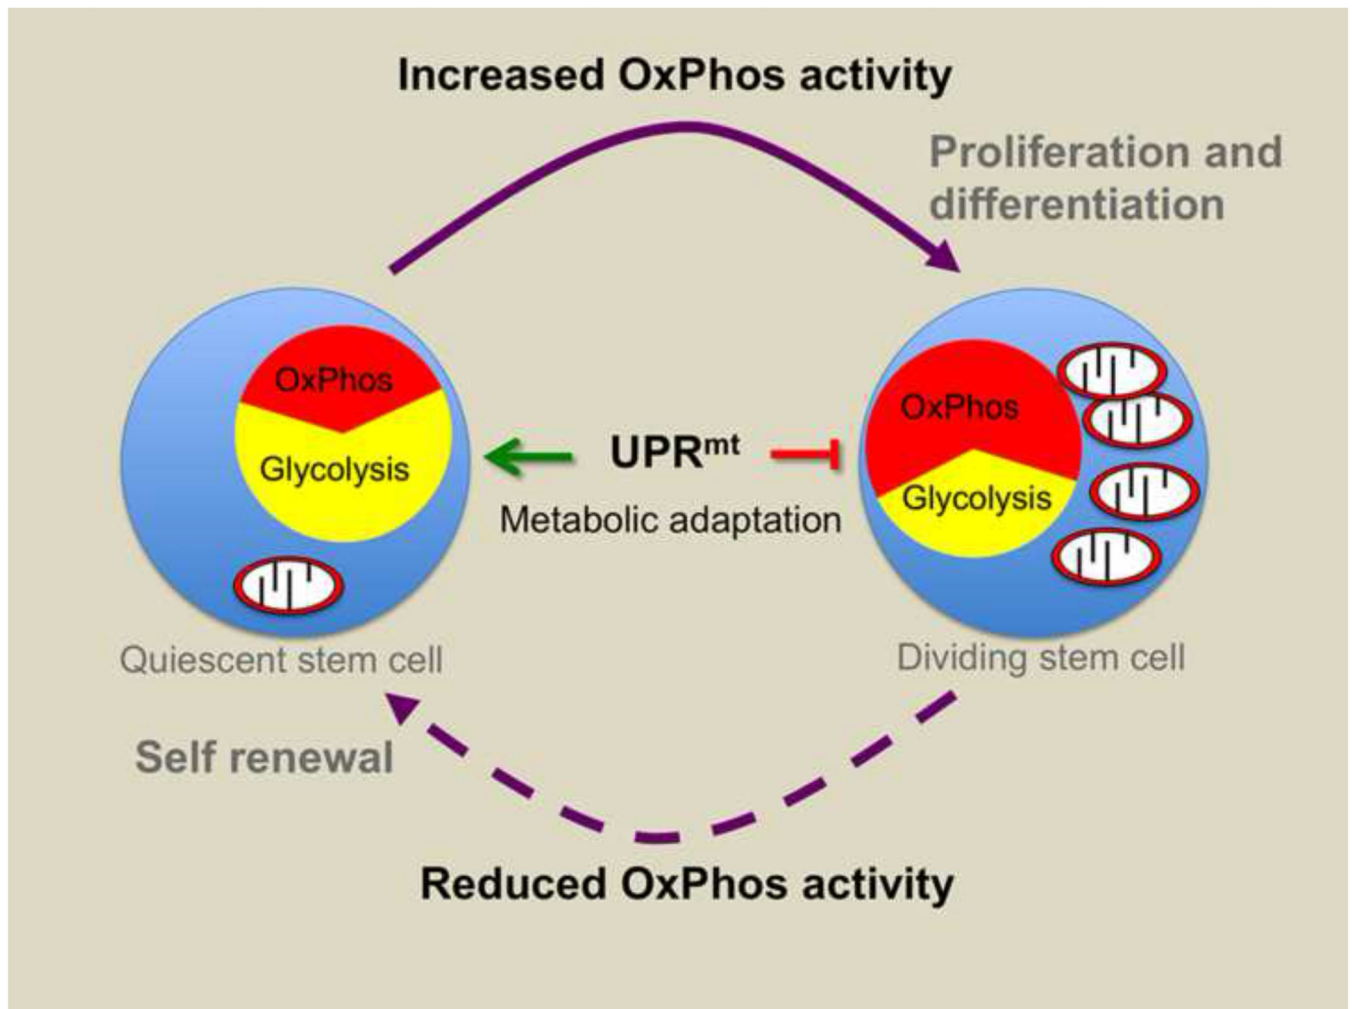 Increased OxPhos activity
Proliferation and
differentiation
OxPhos
Glycolysis
UPRᵐᵗ
Metabolic adaptation
OxPhos
Glycolysis
Quiescent stem cell
Dividing stem cell
Self renewal
Reduced OxPhos activity